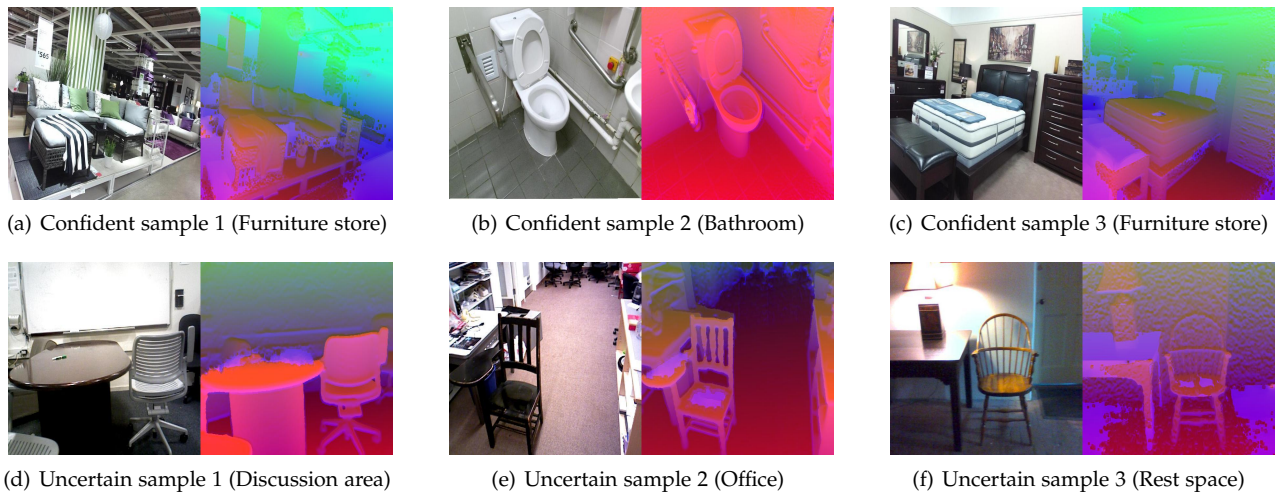 $565
(a) Confident sample 1 (Furniture store)
(b) Confident sample 2 (Bathroom)
(c) Confident sample 3 (Furniture store)
(d) Uncertain sample 1 (Discussion area)
(e) Uncertain sample 2 (Office)
(f) Uncertain sample 3 (Rest space)